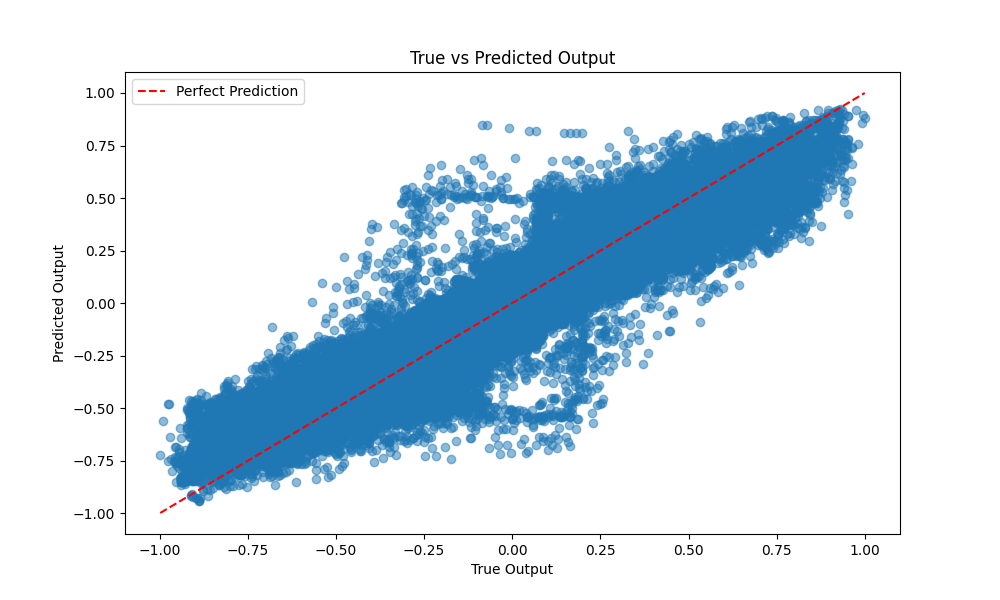 True vs Predicted Output
Perfect Prediction
1.00
0.75
0.50
0.25
0.00
−0.25
−0.50
−0.75
−1.00
Predicted Output
−1.00 −0.75 −0.50 −0.25 0.00 0.25 0.50 0.75 1.00
True Output